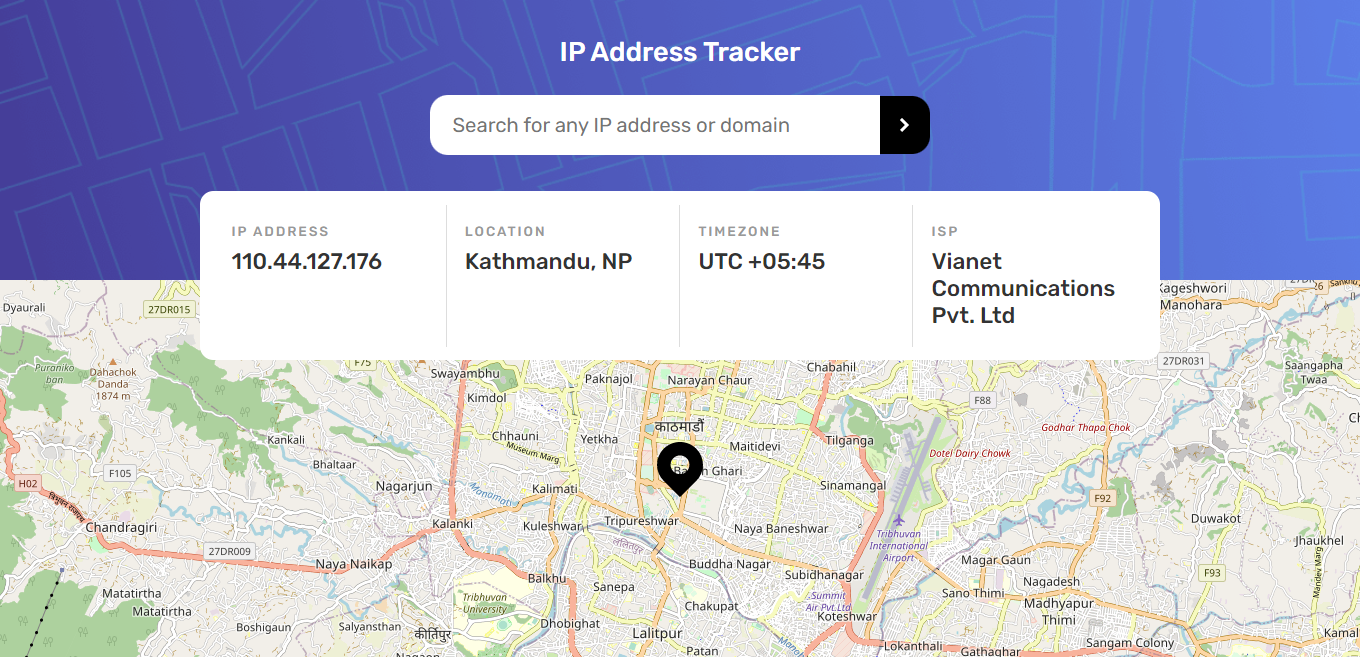 IP Address Tracker
Search for any IP address or domain
IP ADDRESS
110.44.127.176
LOCATION
Kathmandu, NP
TIMEZONE
UTC +05:45
ISP
Vianet
Communications
Pvt. Ltd
Dyaurali
27DR015
Kageshwori
Manohara
26
27DR031
Puraniko
ban
Dahachok
Danda
1874 m
F75
Swayambhu
Kimdol
Paknajol
Narayan Chaur
Chabahil
Saangapha
Twaa
F88
काठमाडौं
Kankali
Chhauni
Museum Marg
Yetkha
Maitidevi
Tilganga
Godhar Thapa Chok
Dotel Dairy Chowk
Bhaltaar
F105
H02
Ghari
Nagarjun
Manamati
Kalimati
Sinamangal
F92
Chandragiri
Kalanki
Kuleshwar
Tripureshwar
Naya Baneshwar
Duwakot
Tribhuvan
International
Airport
Jhaukhel
27DR009
Naya Naikap
Buddha Nagar
Subidhanagar
Magar Gaun
F93
Balkhu
Sanepa
Nagadesh
Matatirtha
Matatirtha
Tribhuvan
University
Chakupat
Summit
Air Pvt.Ltd
Koteshwar
Sano Thimi
Madhyapur
Thimi
Mandev Marg
Boshigaun
Salyansthan
कीर्तिपुर
Dhobighat
Lalitpur
Patan
Lokanthali
Gathaghar
Sangam Colony
Kamal
Nagaon